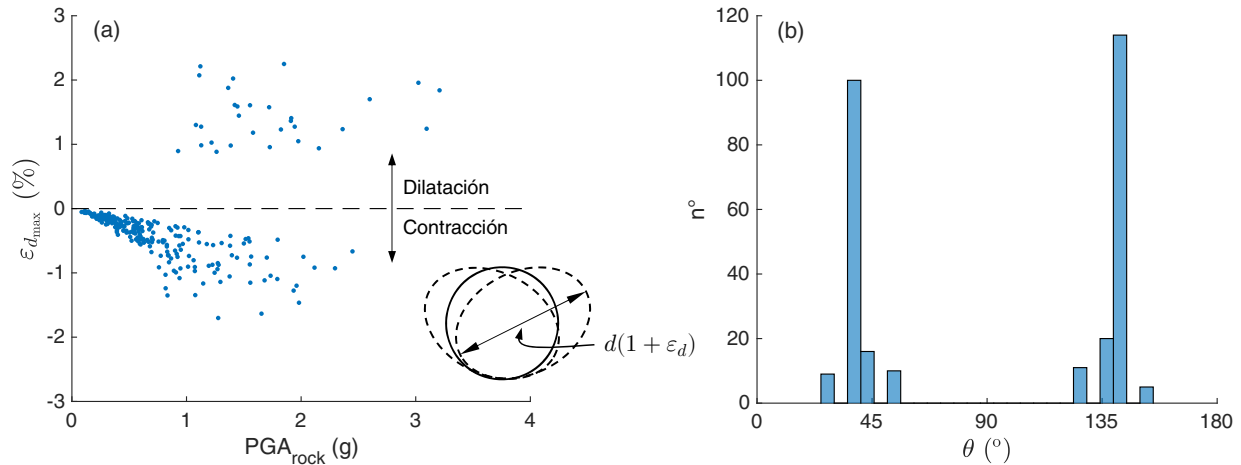 (a)
3
2
1
0
-1
-2
-3
ε_{d_max} (%)
Dilatación
Contracción
d(1 + ε_d)
0 1 2 3 4
PGA_rock (g)
(b)
120
100
80
60
40
20
0
n°
0 45 90 135 180
θ (°)